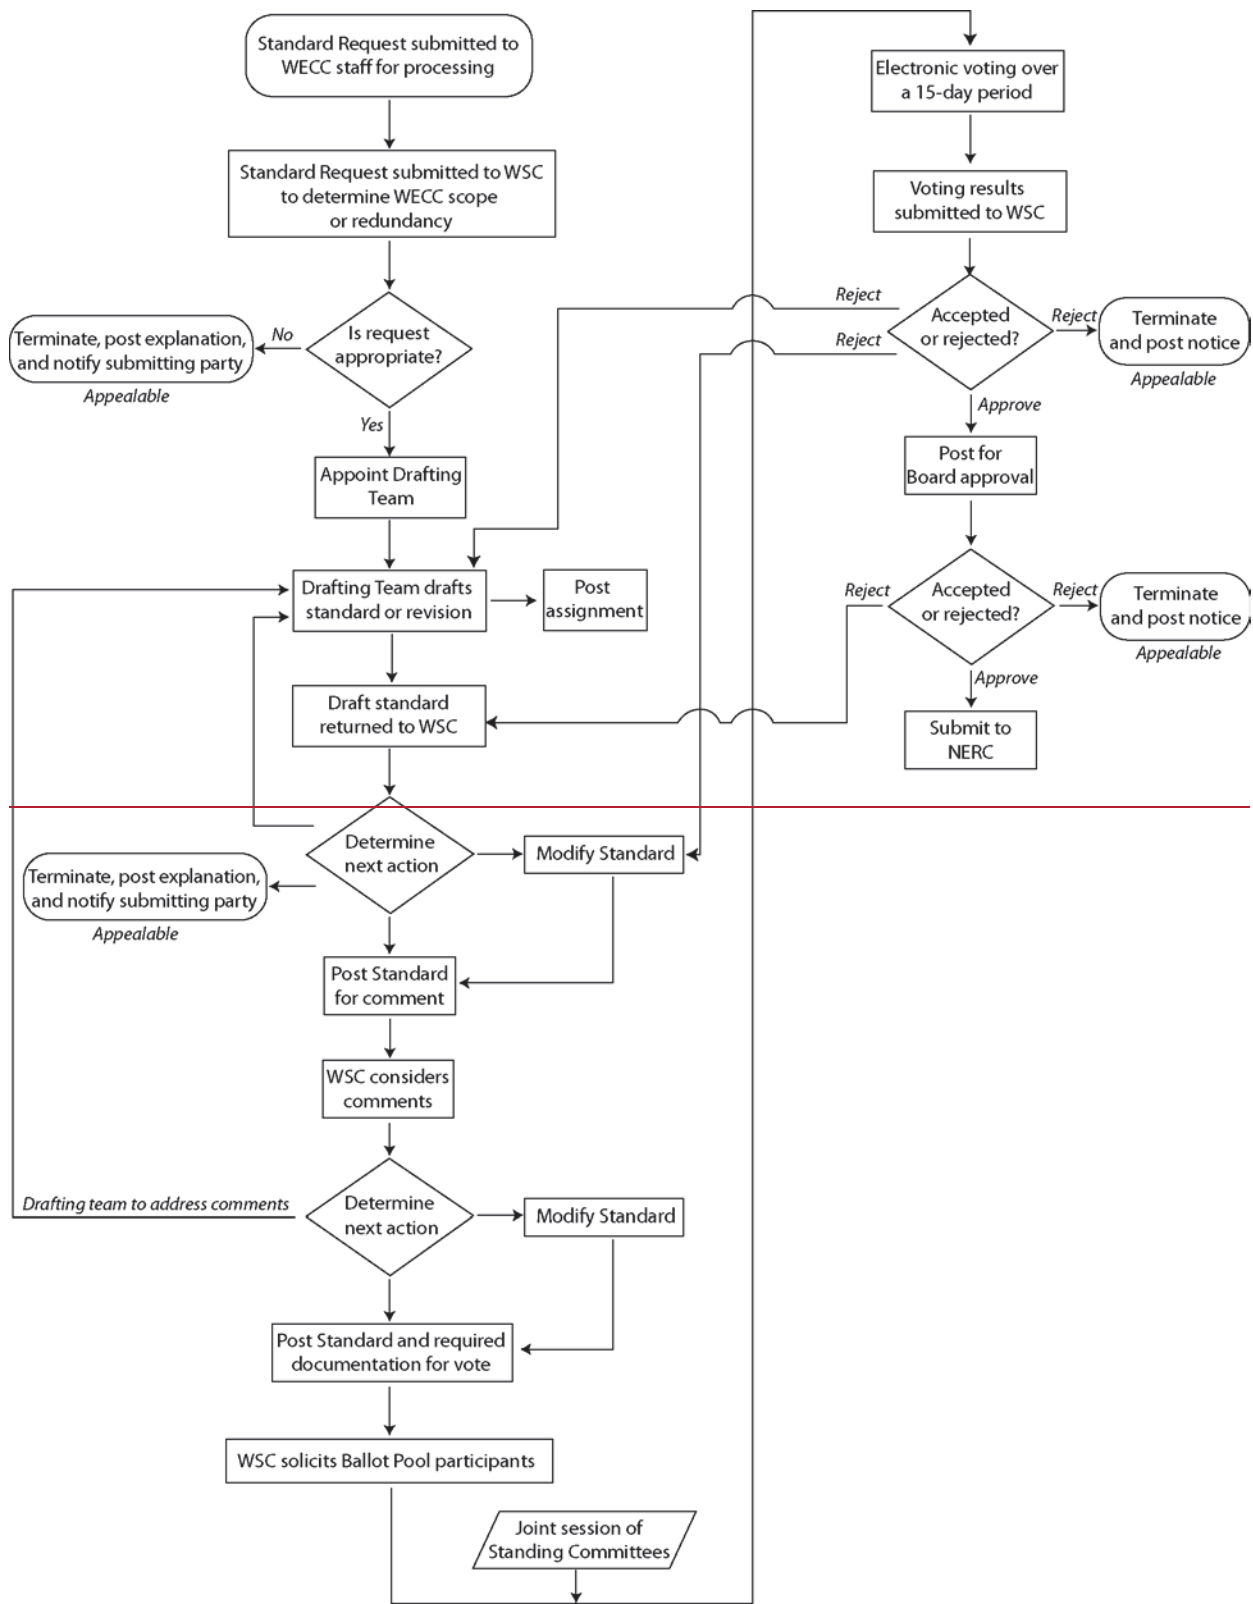 Standard Request submitted to
WECC staff for processing
Standard Request submitted to WSC
to determine WECC scope
or redundancy
Is request
appropriate?
No
Terminate, post explanation,
and notify submitting party
Appealable
Yes
Appoint Drafting
Team
Drafting Team drafts
standard or revision
Post
assignment
Draft standard
returned to WSC
Determine
next action
Modify Standard
Terminate, post explanation,
and notify submitting party
Appealable
Post Standard
for comment
WSC considers
comments
Determine
next action
Drafting team to address comments
Modify Standard
Post Standard and required
documentation for vote
WSC solicits Ballot Pool participants
Joint session of
Standing Committees
Electronic voting over
a 15-day period
Voting results
submitted to WSC
Accepted
or rejected?
Reject
Reject
Reject
Terminate
and post notice
Appealable
Approve
Post for
Board approval
Accepted
or rejected?
Reject
Reject
Terminate
and post notice
Appealable
Approve
Submit to
NERC